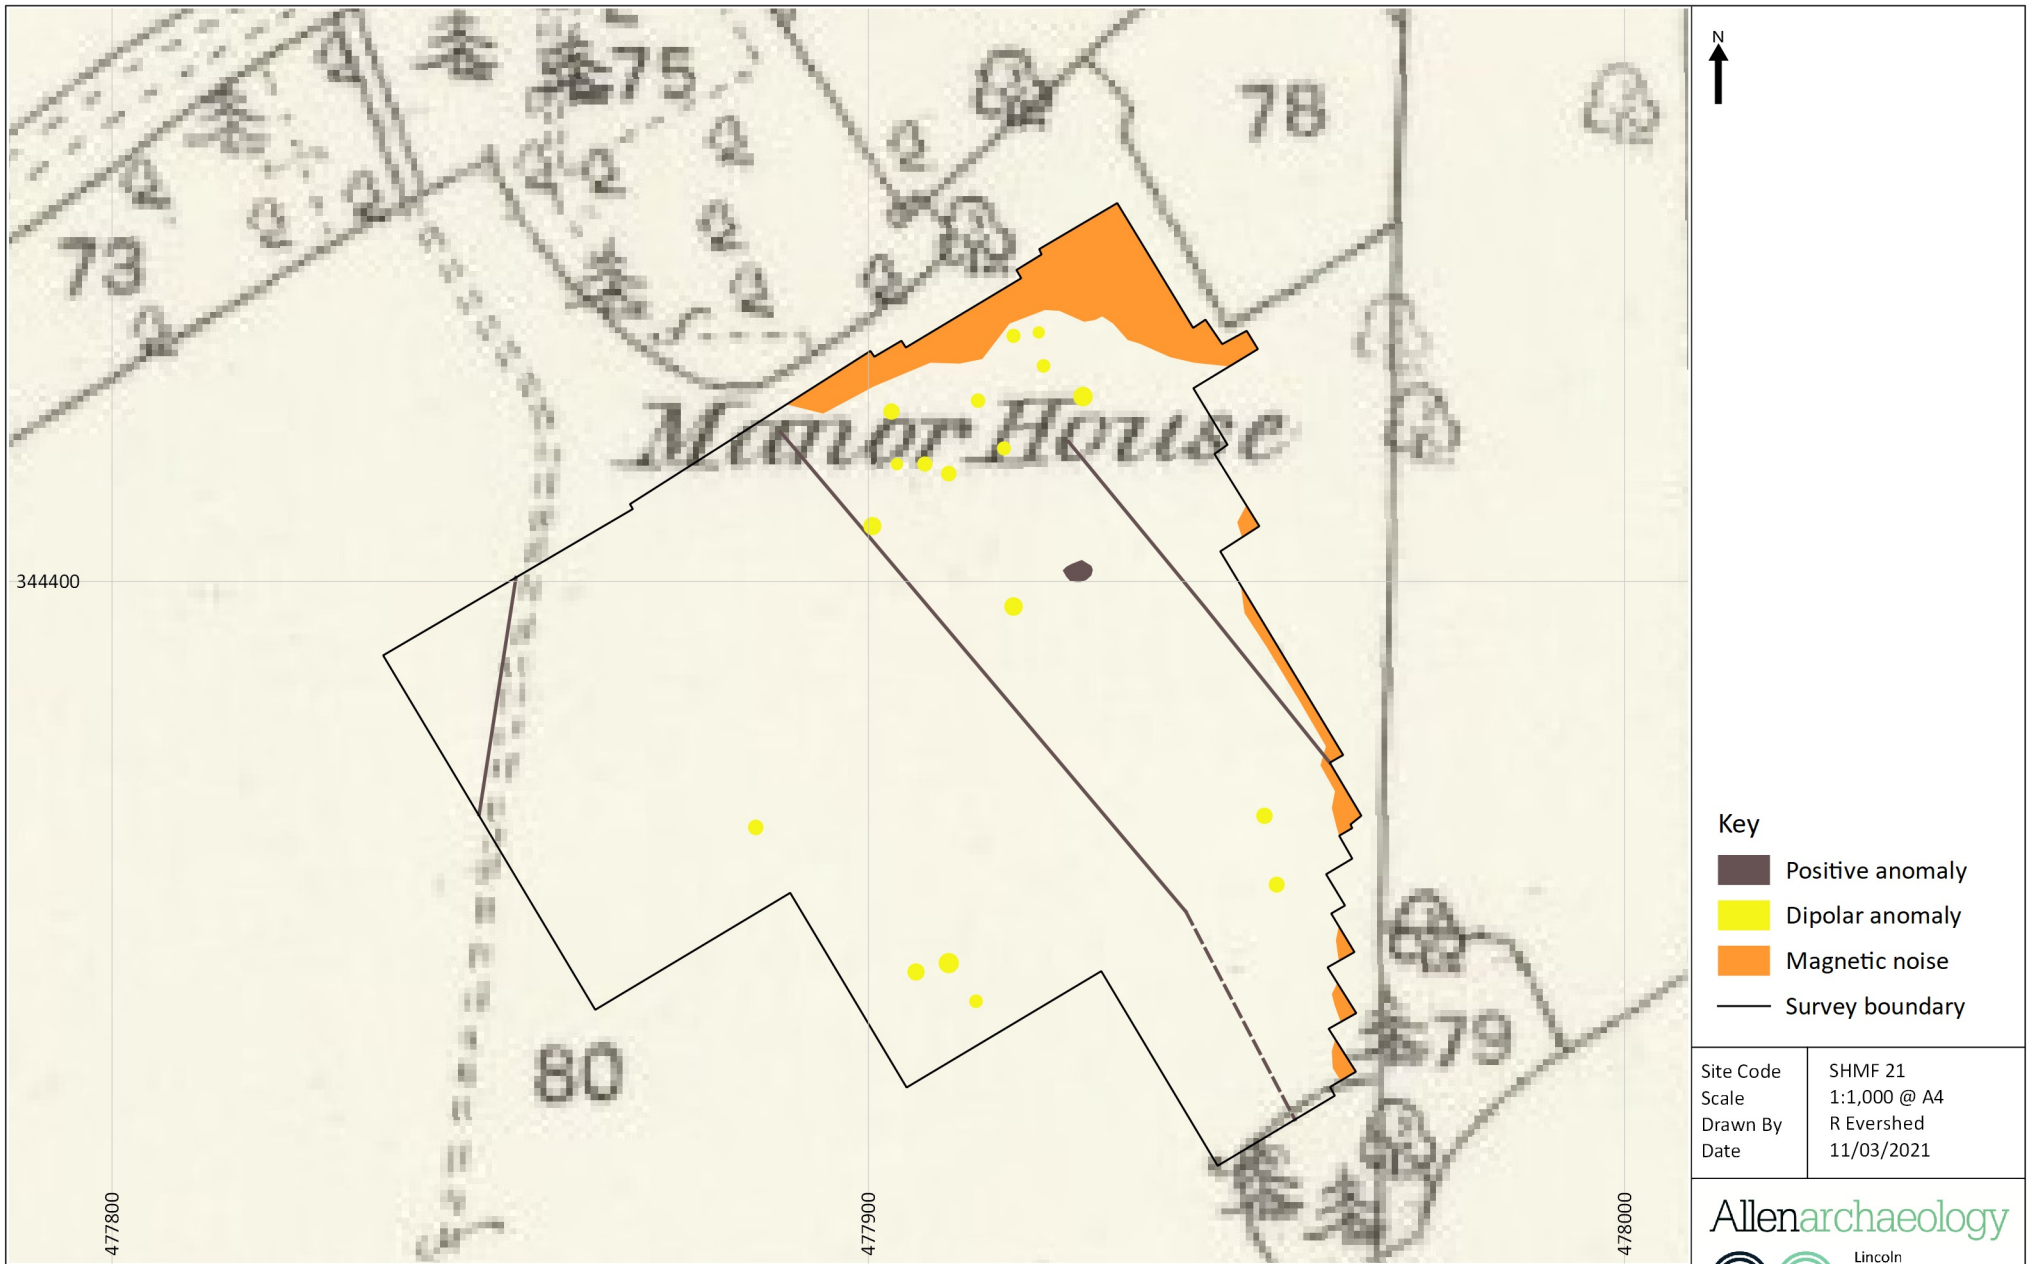 75
78
N
73
Manor House
344400
79
80
477800
477900
478000
Key
Positive anomaly
Dipolar anomaly
Magnetic noise
Survey boundary
Site Code SHMF 21
Scale 1:1,000 @ A4
Drawn By R Evershed
Date 11/03/2021
Allenarchaeology
Lincoln